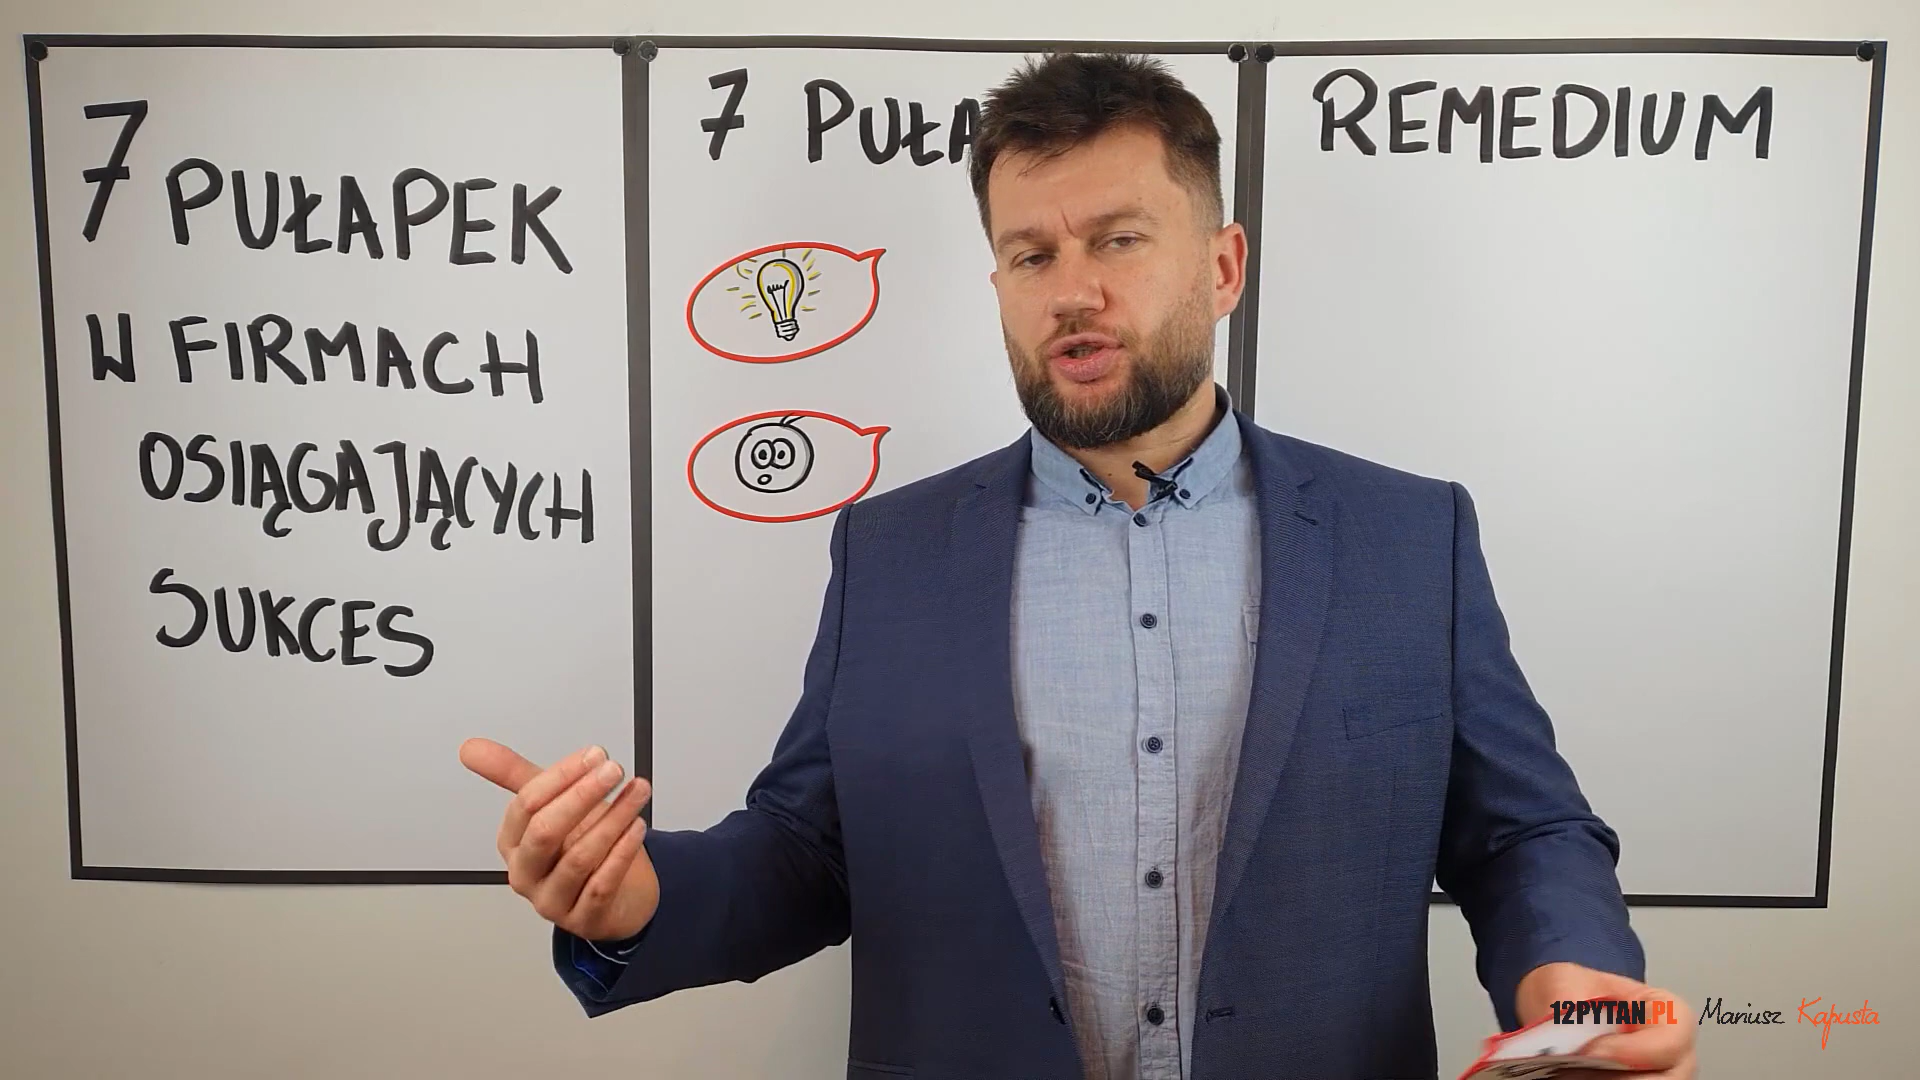 7 PUŁAPEK
W FIRMACH
OSIĄGAJĄCYCH
SUKCES
7 PUŁA
REMEDIUM
12PYTAN.PL Mariusz Kapusta